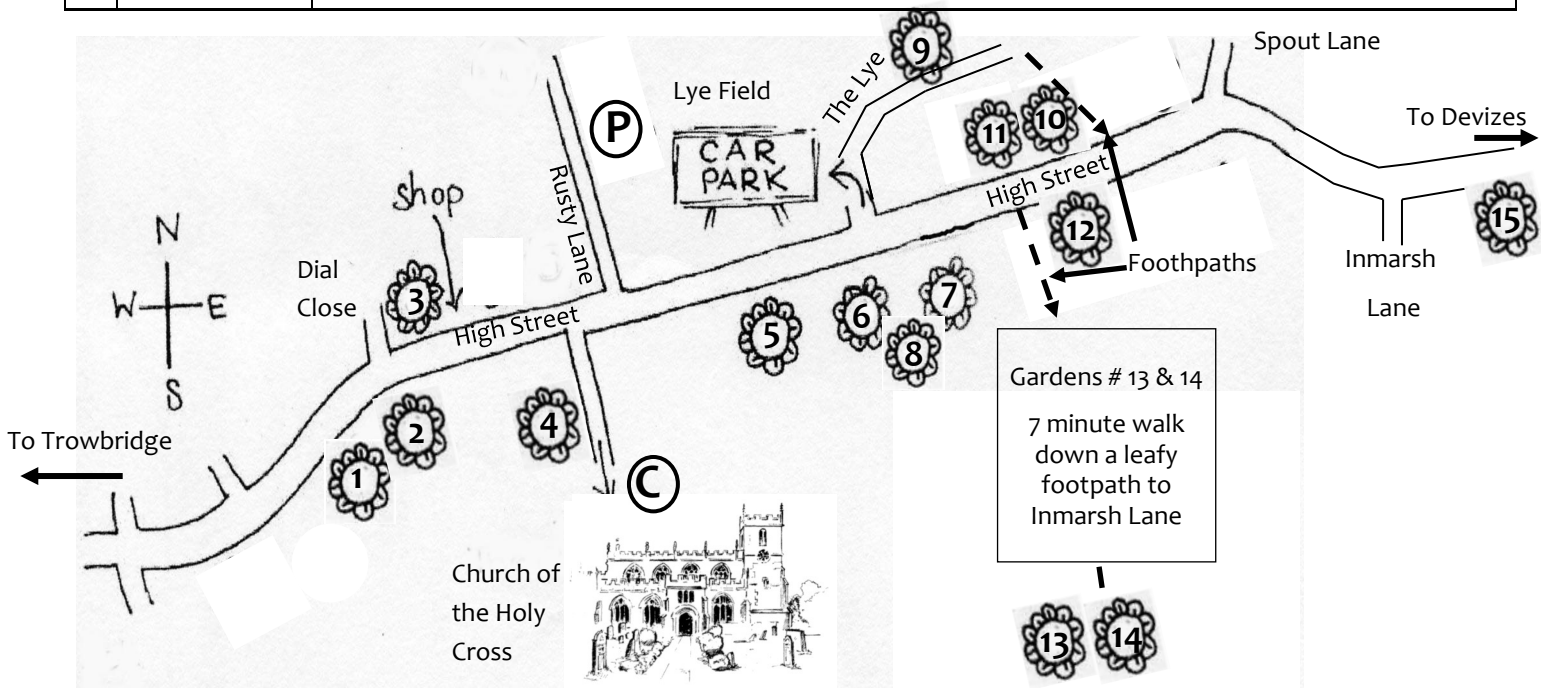 9
Spout Lane
The Lye
Lye Field
P
11
10
To Devizes
CAR
PARK
Shop
Rusty Lane
High Street
N
12
15
Dial
Close
3
W
E
7
Foothpaths
Inmarsh
Lane
6
High Street
5
8
S
Gardens # 13 & 14
7 minute walk
down a leafy
footpath to
Inmarsh Lane
To Trowbridge
2
4
1
C
Church of
the Holy
Cross
13
14